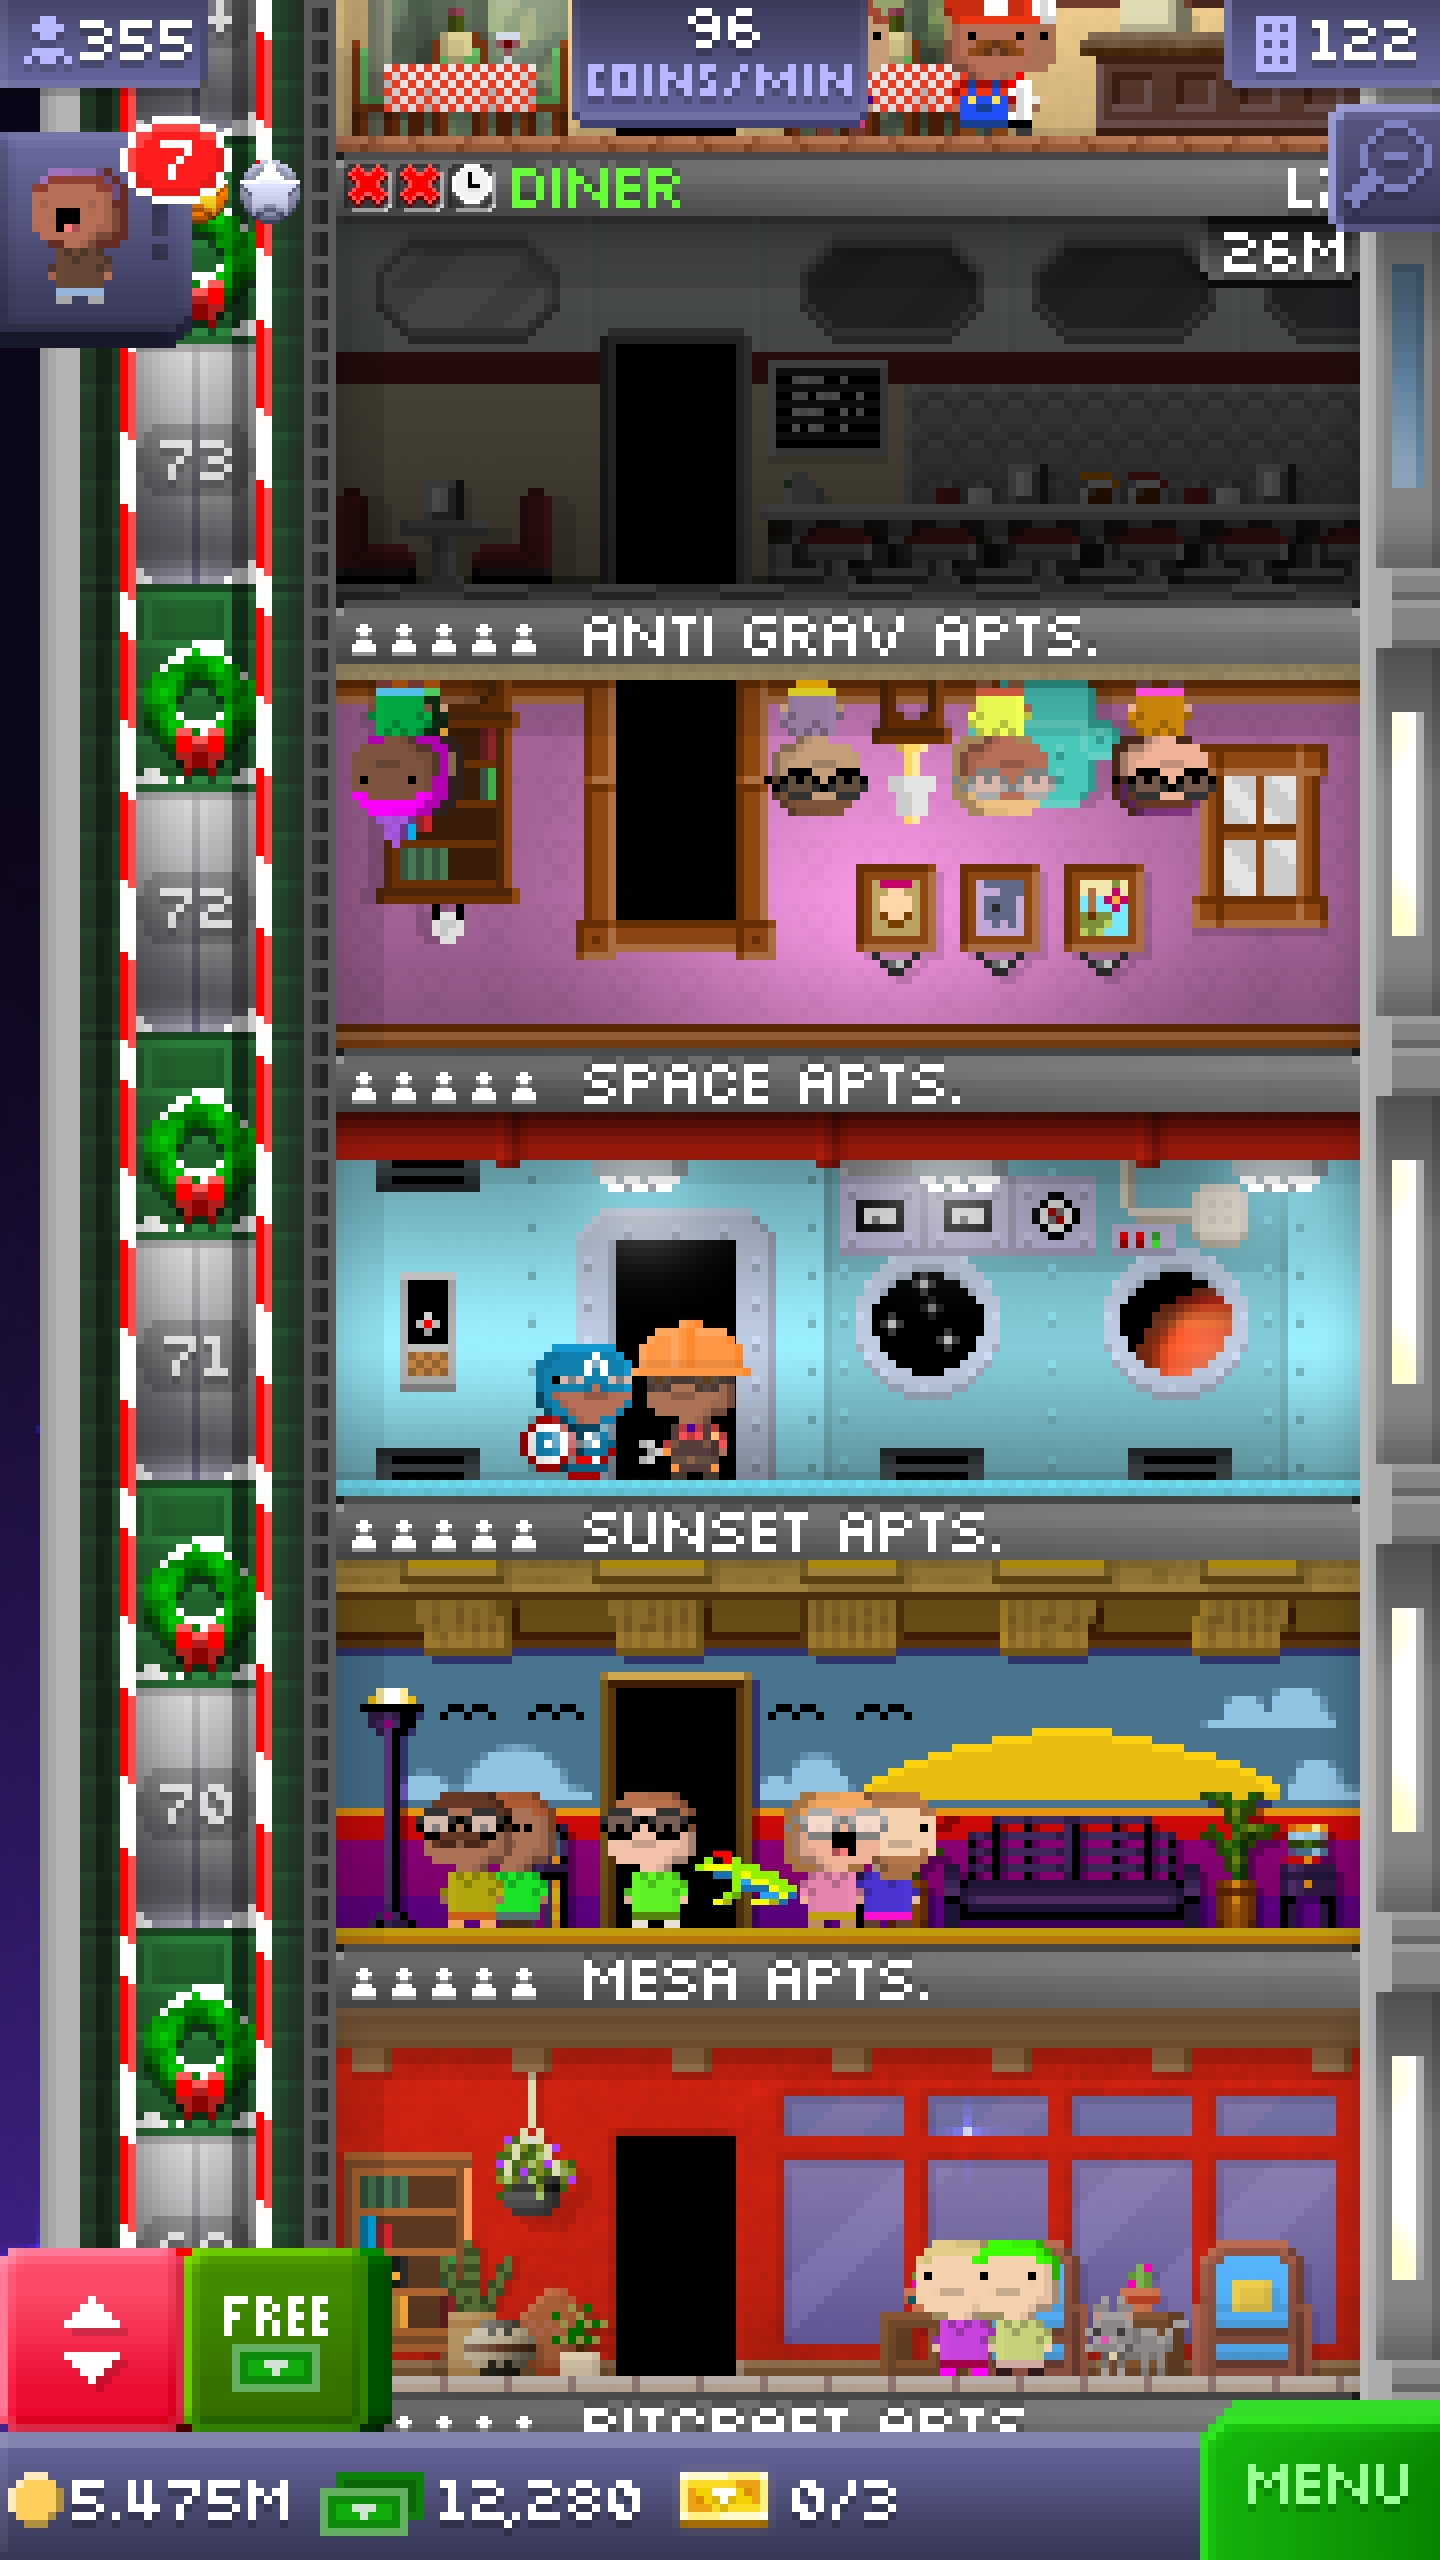 355
96
COINS/MIN
122
7
DINER
26M
73
ANTI GRAV APTS.
72
SPACE APTS.
71
SUNSET APTS.
70
MESA APTS.
FREE
BITCRAFT APTS
5.475M
12,280
0/3
MENU